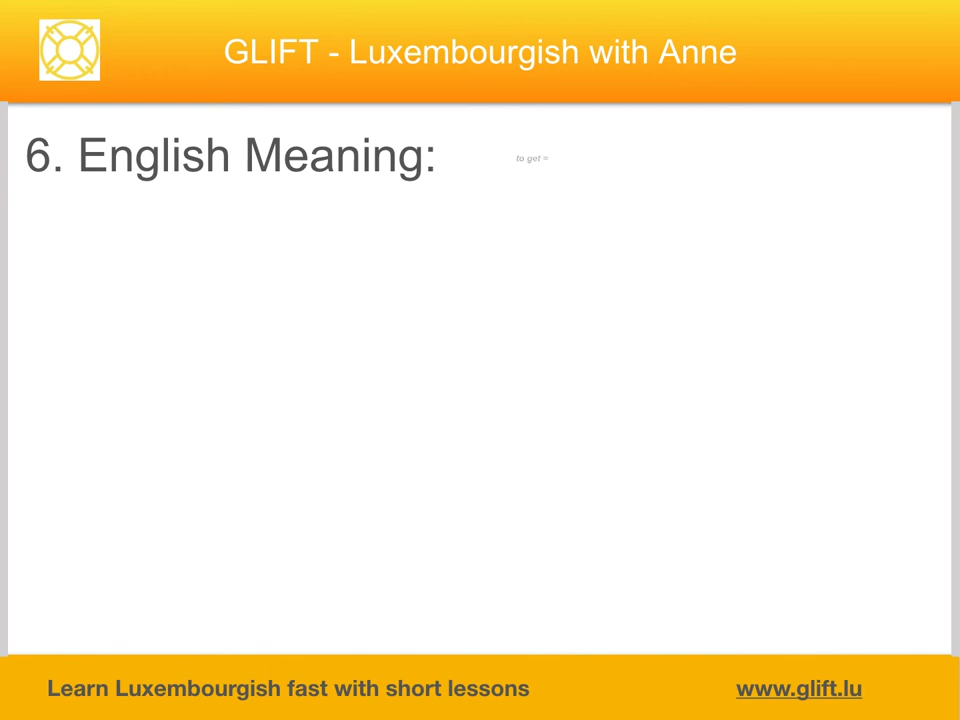 GLIFT - Luxembourgish with Anne
6. English Meaning:
to get =
Learn Luxembourgish fast with short lessons
www.glift.lu